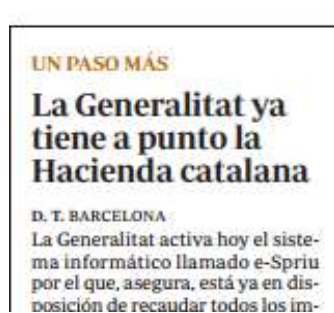 UN PASO MÁS
La Generalitat ya
tiene a punto la
Hacienda catalana
D. T. BARCELONA
La Generalitat activa hoy el siste-
ma informático llamado e-Spriu
por el que, asegura, está ya en dis-
posición de recaudar todos los im-